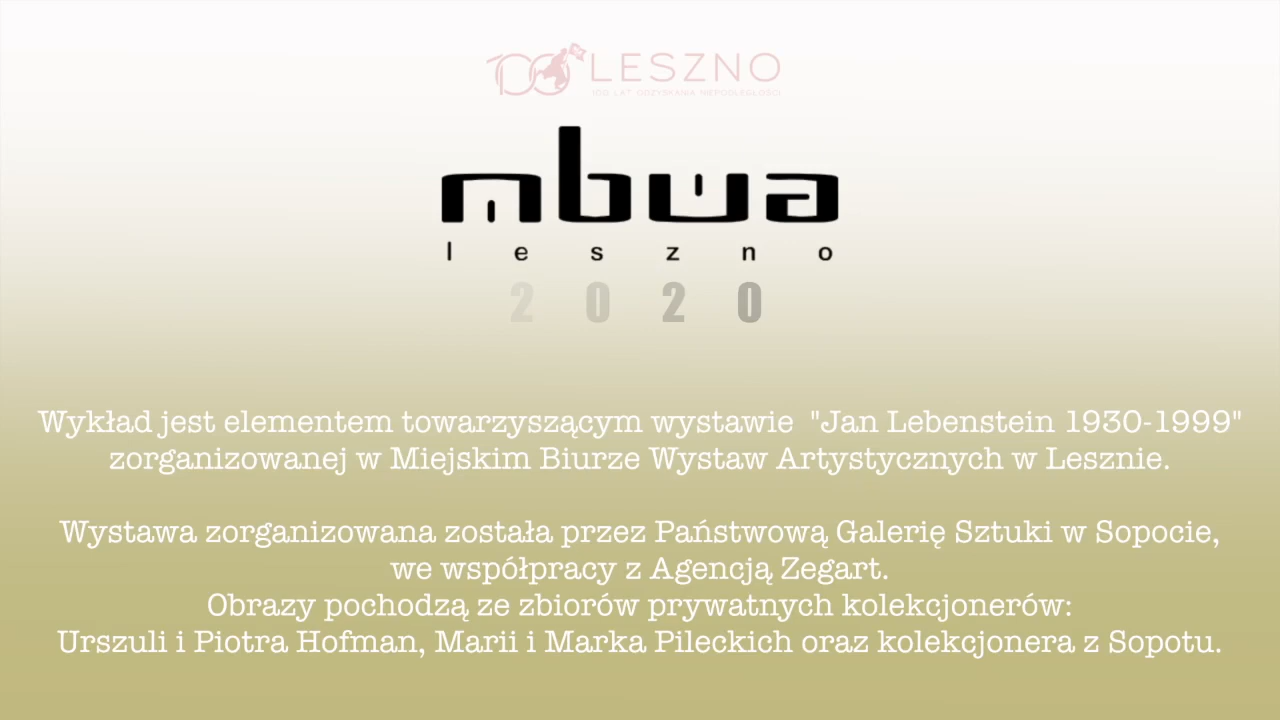 100 LESZNO
100 LAT ODZYSKANIA NIEPODLEGŁOŚCI
mbwa
leszno
2020
Wykład jest elementem towarzyszącym wystawie "Jan Lebenstein 1930-1999"
zorganizowanej w Miejskim Biurze Wystaw Artystycznych w Lesznie.
Wystawa zorganizowana została przez Państwową Galerię Sztuki w Sopocie,
we współpracy z Agencją Zegart.
Obrazy pochodzą ze zbiorów prywatnych kolekcjonerów:
Urszuli i Piotra Hofman, Marii i Marka Pileckich oraz kolekcjonera z Sopotu.